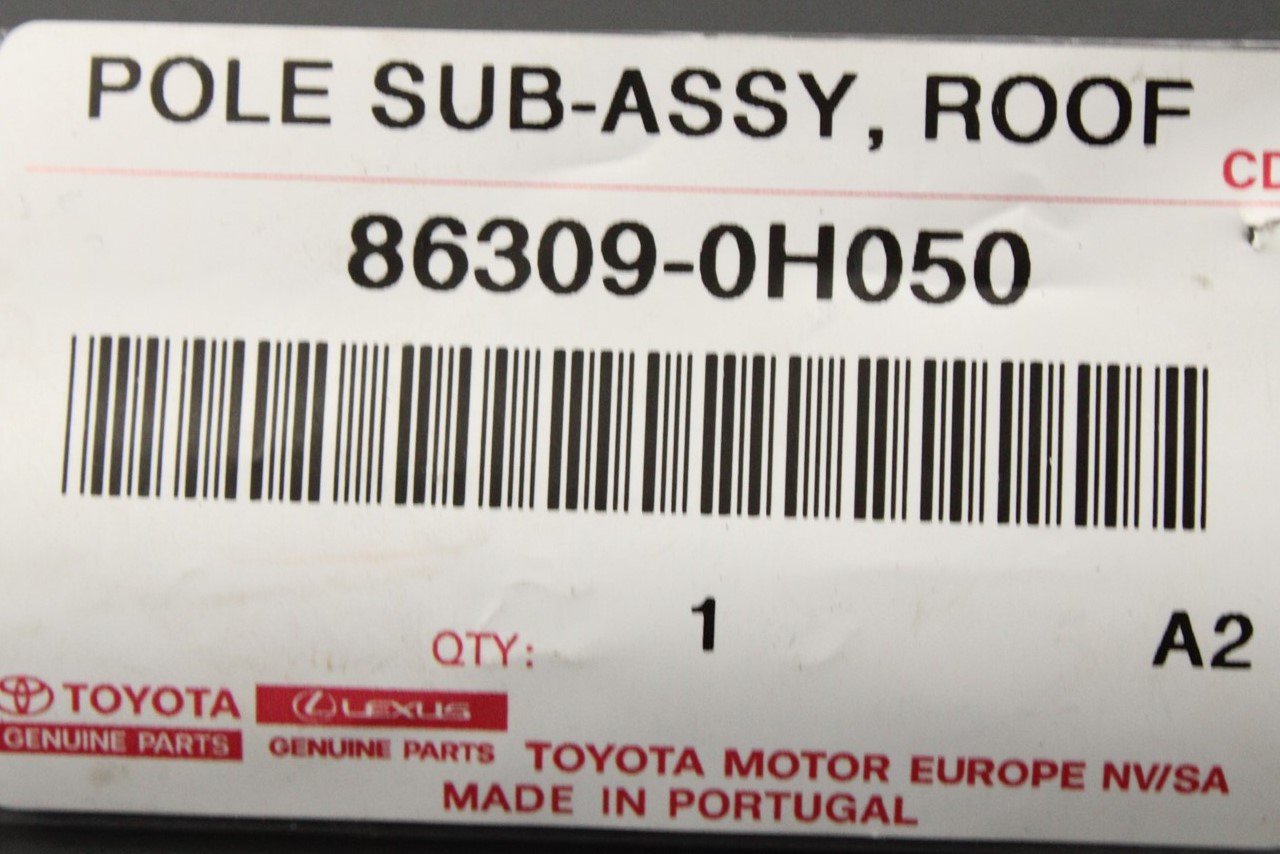 POLE SUB-ASSY, ROOF
CD
86309-0H050
QTY: 1 A2
TOYOTA LEXUS
GENUINE PARTS GENUINE PARTS TOYOTA MOTOR EUROPE NV/SA
MADE IN PORTUGAL